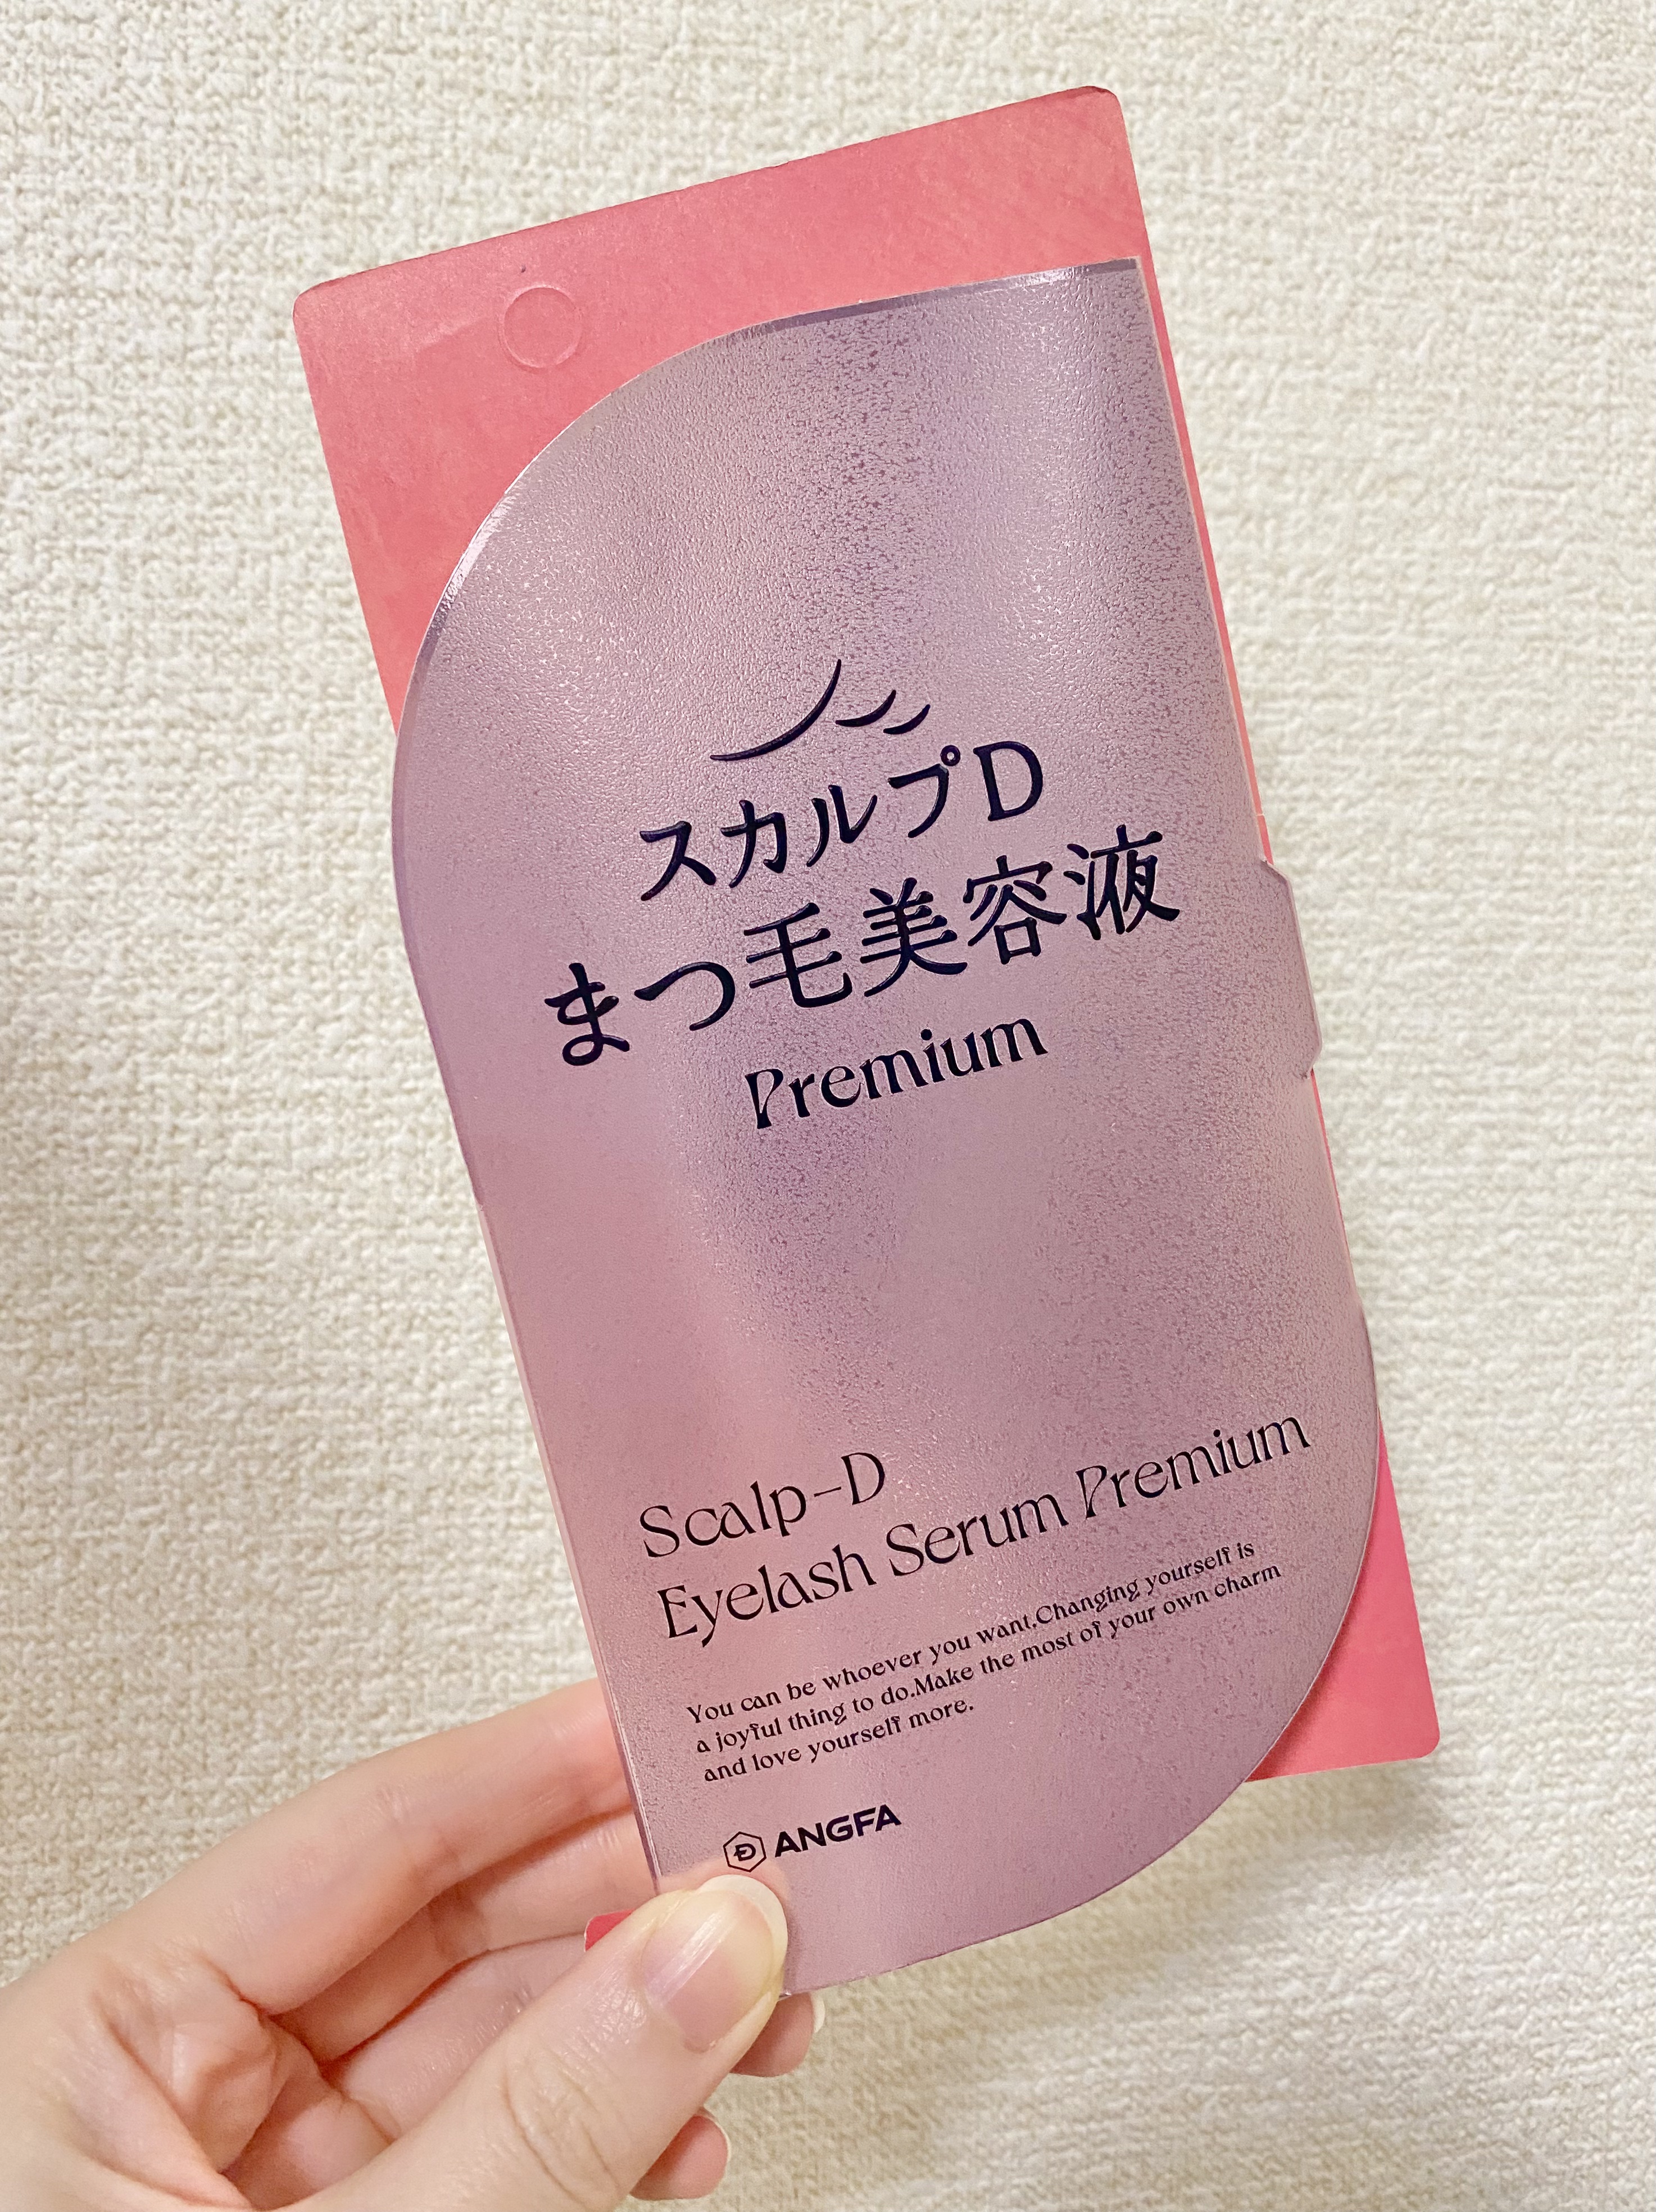 スカルプD
まつ毛美容液
Premium
Scalp-D
Eyelash Serum Premium
You can be whoever you want.Changing yourself is
a joyful thing to do.Make the most of your own charm
and love yourself more.
D ANGFA